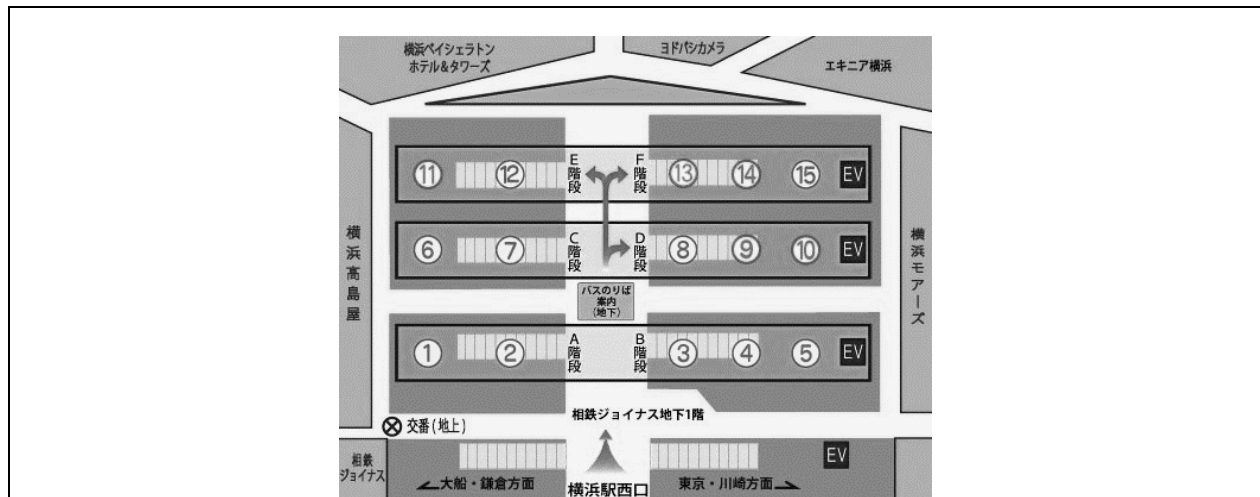 横浜ベイシェラトン
ホテル&タワーズ
ヨドバシカメラ
エキニア横浜
⑪
⑫
E階段
F階段
⑬
⑭
⑮
EV
⑥
⑦
C階段
D階段
⑧
⑨
⑩
EV
横浜高島屋
横浜モアーズ
バスのりば
案内
(地下)
①
②
A階段
B階段
③
④
⑤
EV
相鉄ジョイナス地下1階
交番(地上)
相鉄
ジョイナス
大船・鎌倉方面
横浜駅西口
東京・川崎方面
EV